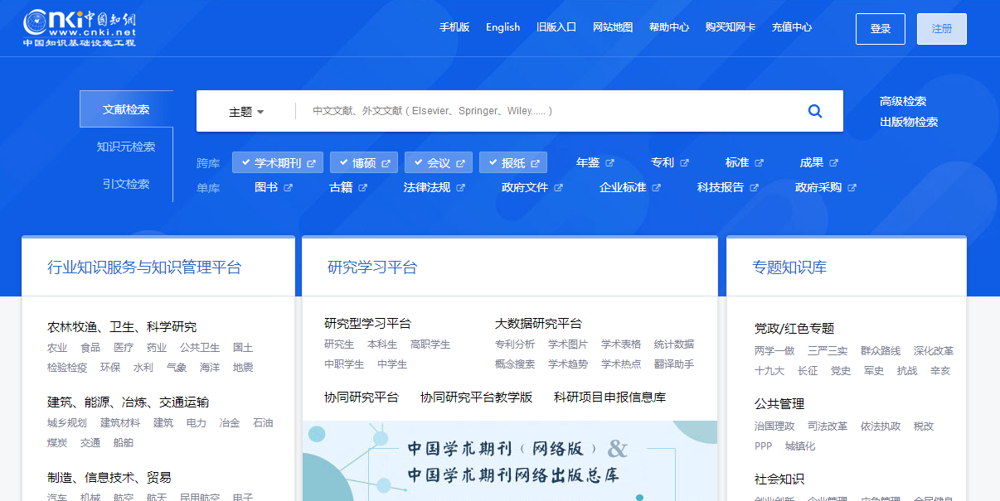 cnki中国知网
www.cnki.net
中国知识基础设施工程
手机版 English 旧版入口 网站地图 帮助中心 购买知网卡 充值中心 登录 注册
文献检索
知识元检索
引文检索
主题 中文文献、外文文献（Elsevier、Springer、Wiley......）
高级检索
出版物检索
跨库 学术期刊 博硕 会议 报纸 年鉴 专利 标准 成果
单库 图书 古籍 法律法规 政府文件 企业标准 科技报告 政府采购
行业知识服务与知识管理平台
农林牧渔、卫生、科学研究
农业 食品 医疗 药业 公共卫生 国土
检验检疫 环保 水利 气象 海洋 地震
建筑、能源、冶炼、交通运输
城乡规划 建筑材料 建筑 电力 冶金 石油
煤炭 交通 船舶
制造、信息技术、贸易
汽车 机械 航空 航天 民用航空 电子
研究学习平台
研究型学习平台
研究生 本科生 高职学生
中职学生 中学生
大数据研究平台
专利分析 学术图片 学术表格 统计数据
概念搜索 学术趋势 学术热点 翻译助手
协同研究平台 协同研究平台教学版 科研项目申报信息库
中国学术期刊（网络版）&
中国学术期刊网络出版总库
专题知识库
党政/红色专题
两学一做 三严三实 群众路线 深化改革
十九大 长征 党史 军史 抗战 辛亥
公共管理
治国理政 司法改革 依法执政 税改
PPP 城镇化
社会知识
创业创新 企业管理 应急管理 全民健身